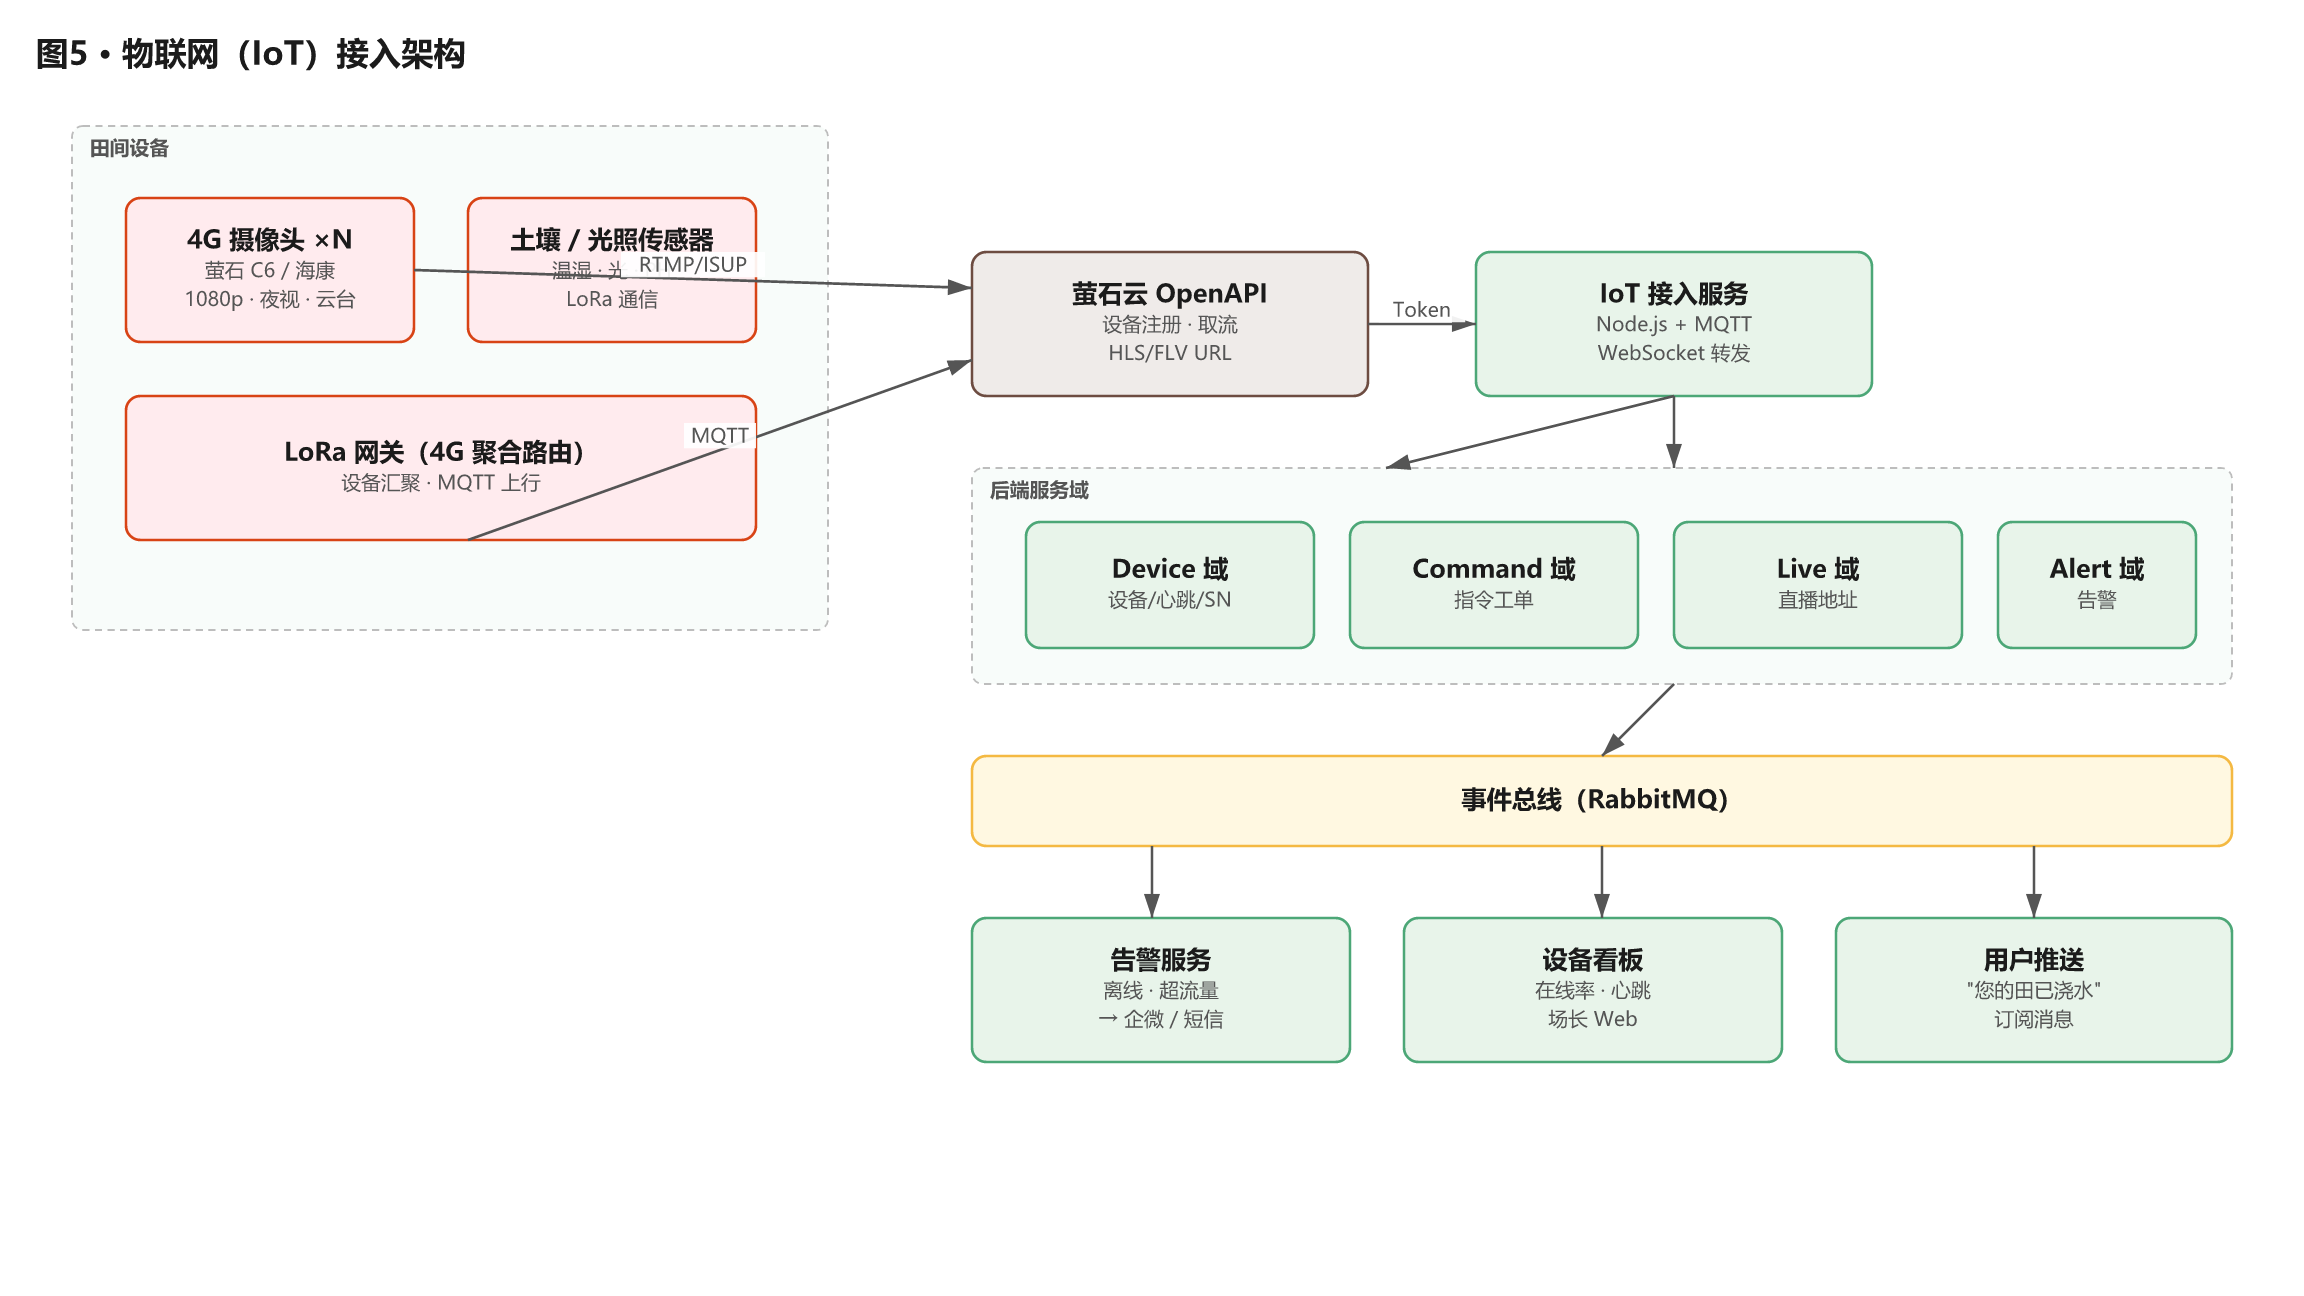 图5 · 物联网（IoT）接入架构
田间设备
4G 摄像头 ×N
萤石 C6 / 海康
1080p · 夜视 · 云台
土壤 / 光照传感器
温湿 · 光
RTMP/ISUP
LoRa 通信
LoRa 网关（4G 聚合路由）
设备汇聚 · MQTT 上行
MQTT
萤石云 OpenAPI
设备注册 · 取流
HLS/FLV URL
Token
IoT 接入服务
Node.js + MQTT
WebSocket 转发
后端服务域
Device 域
设备/心跳/SN
Command 域
指令工单
Live 域
直播地址
Alert 域
告警
事件总线（RabbitMQ）
告警服务
离线 · 超流量
→ 企微 / 短信
设备看板
在线率 · 心跳
场长 Web
用户推送
"您的田已浇水"
订阅消息